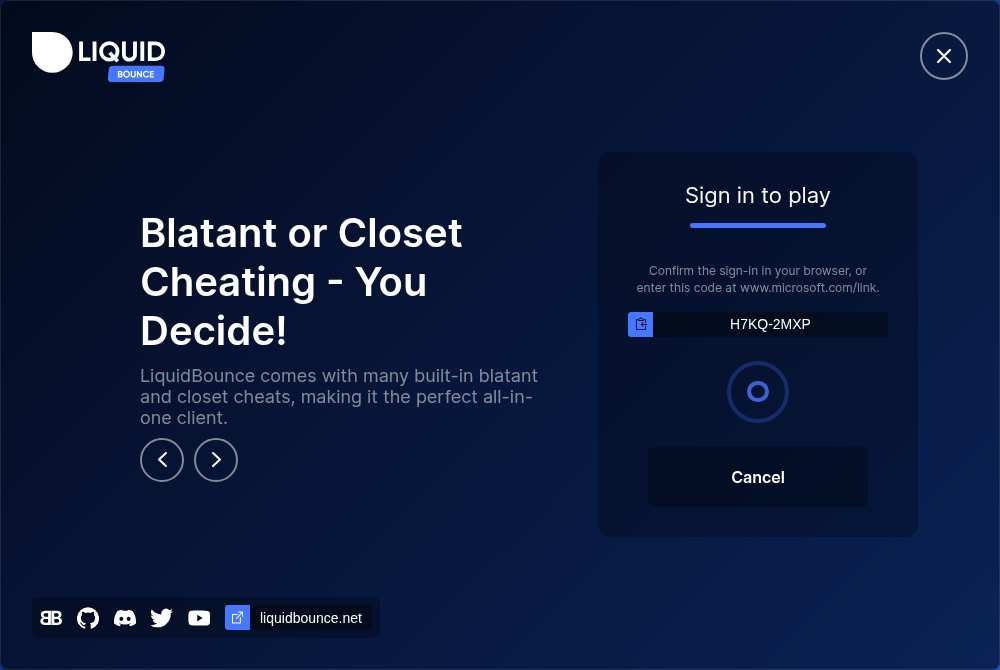 LIQUID
BOUNCE
Sign in to play
Blatant or Closet
Cheating - You
Decide!
LiquidBounce comes with many built-in blatant
and closet cheats, making it the perfect all-in-
one client.
Confirm the sign-in in your browser, or
enter this code at www.microsoft.com/link.
H7KQ-2MXP
Cancel
liquidbounce.net